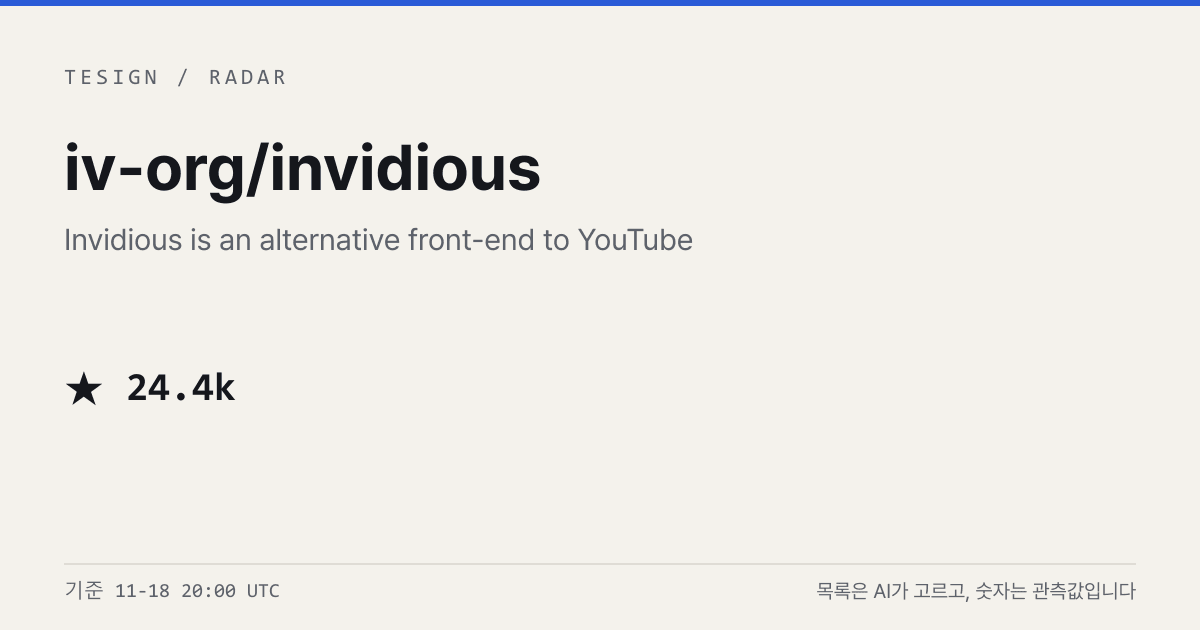 TESIGN / RADAR
iv-org/invidious
Invidious is an alternative front-end to YouTube
★ 24.4k
기준 11-18 20:00 UTC
목록은 AI가 고르고, 숫자는 관측값입니다